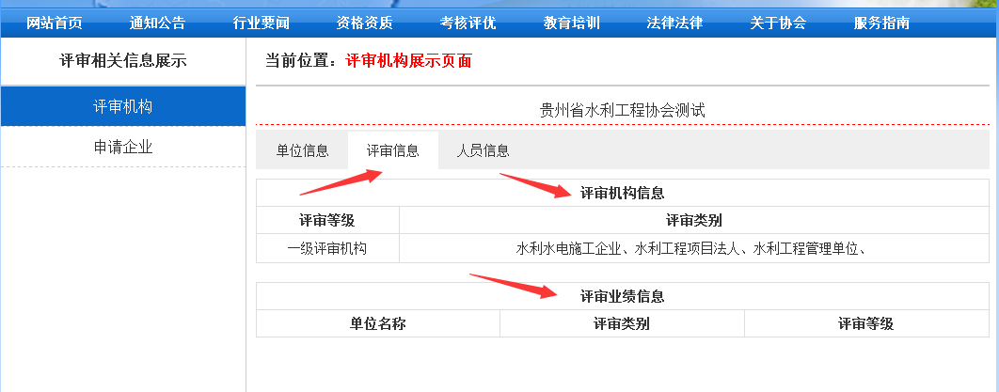 网站首页 通知公告 行业要闻 资格资质 考核评优 教育培训 法律法律 关于协会 服务指南
评审相关信息展示
评审机构
申请企业
当前位置：评审机构展示页面
贵州省水利工程协会测试
单位信息 评审信息 人员信息
评审机构信息
评审等级 评审类别
一级评审机构 水利水电施工企业、水利工程项目法人、水利工程管理单位、
评审业绩信息
单位名称 评审类别 评审等级